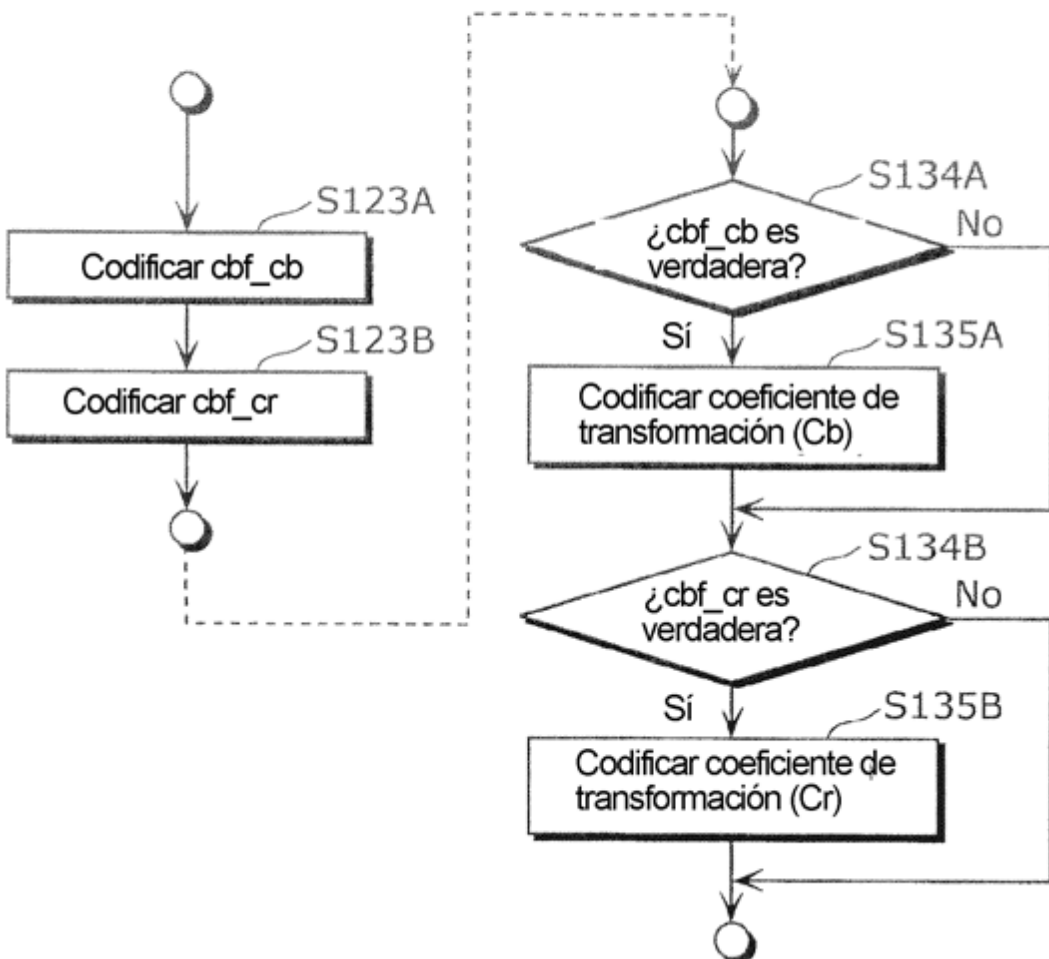 S123A
Codificar cbf_cb
S123B
Codificar cbf_cr
S134A
¿cbf_cb es
verdadera?
No
Sí
S135A
Codificar coeficiente de
transformación (Cb)
S134B
¿cbf_cr es
verdadera?
No
Sí
S135B
Codificar coeficiente de
transformación (Cr)